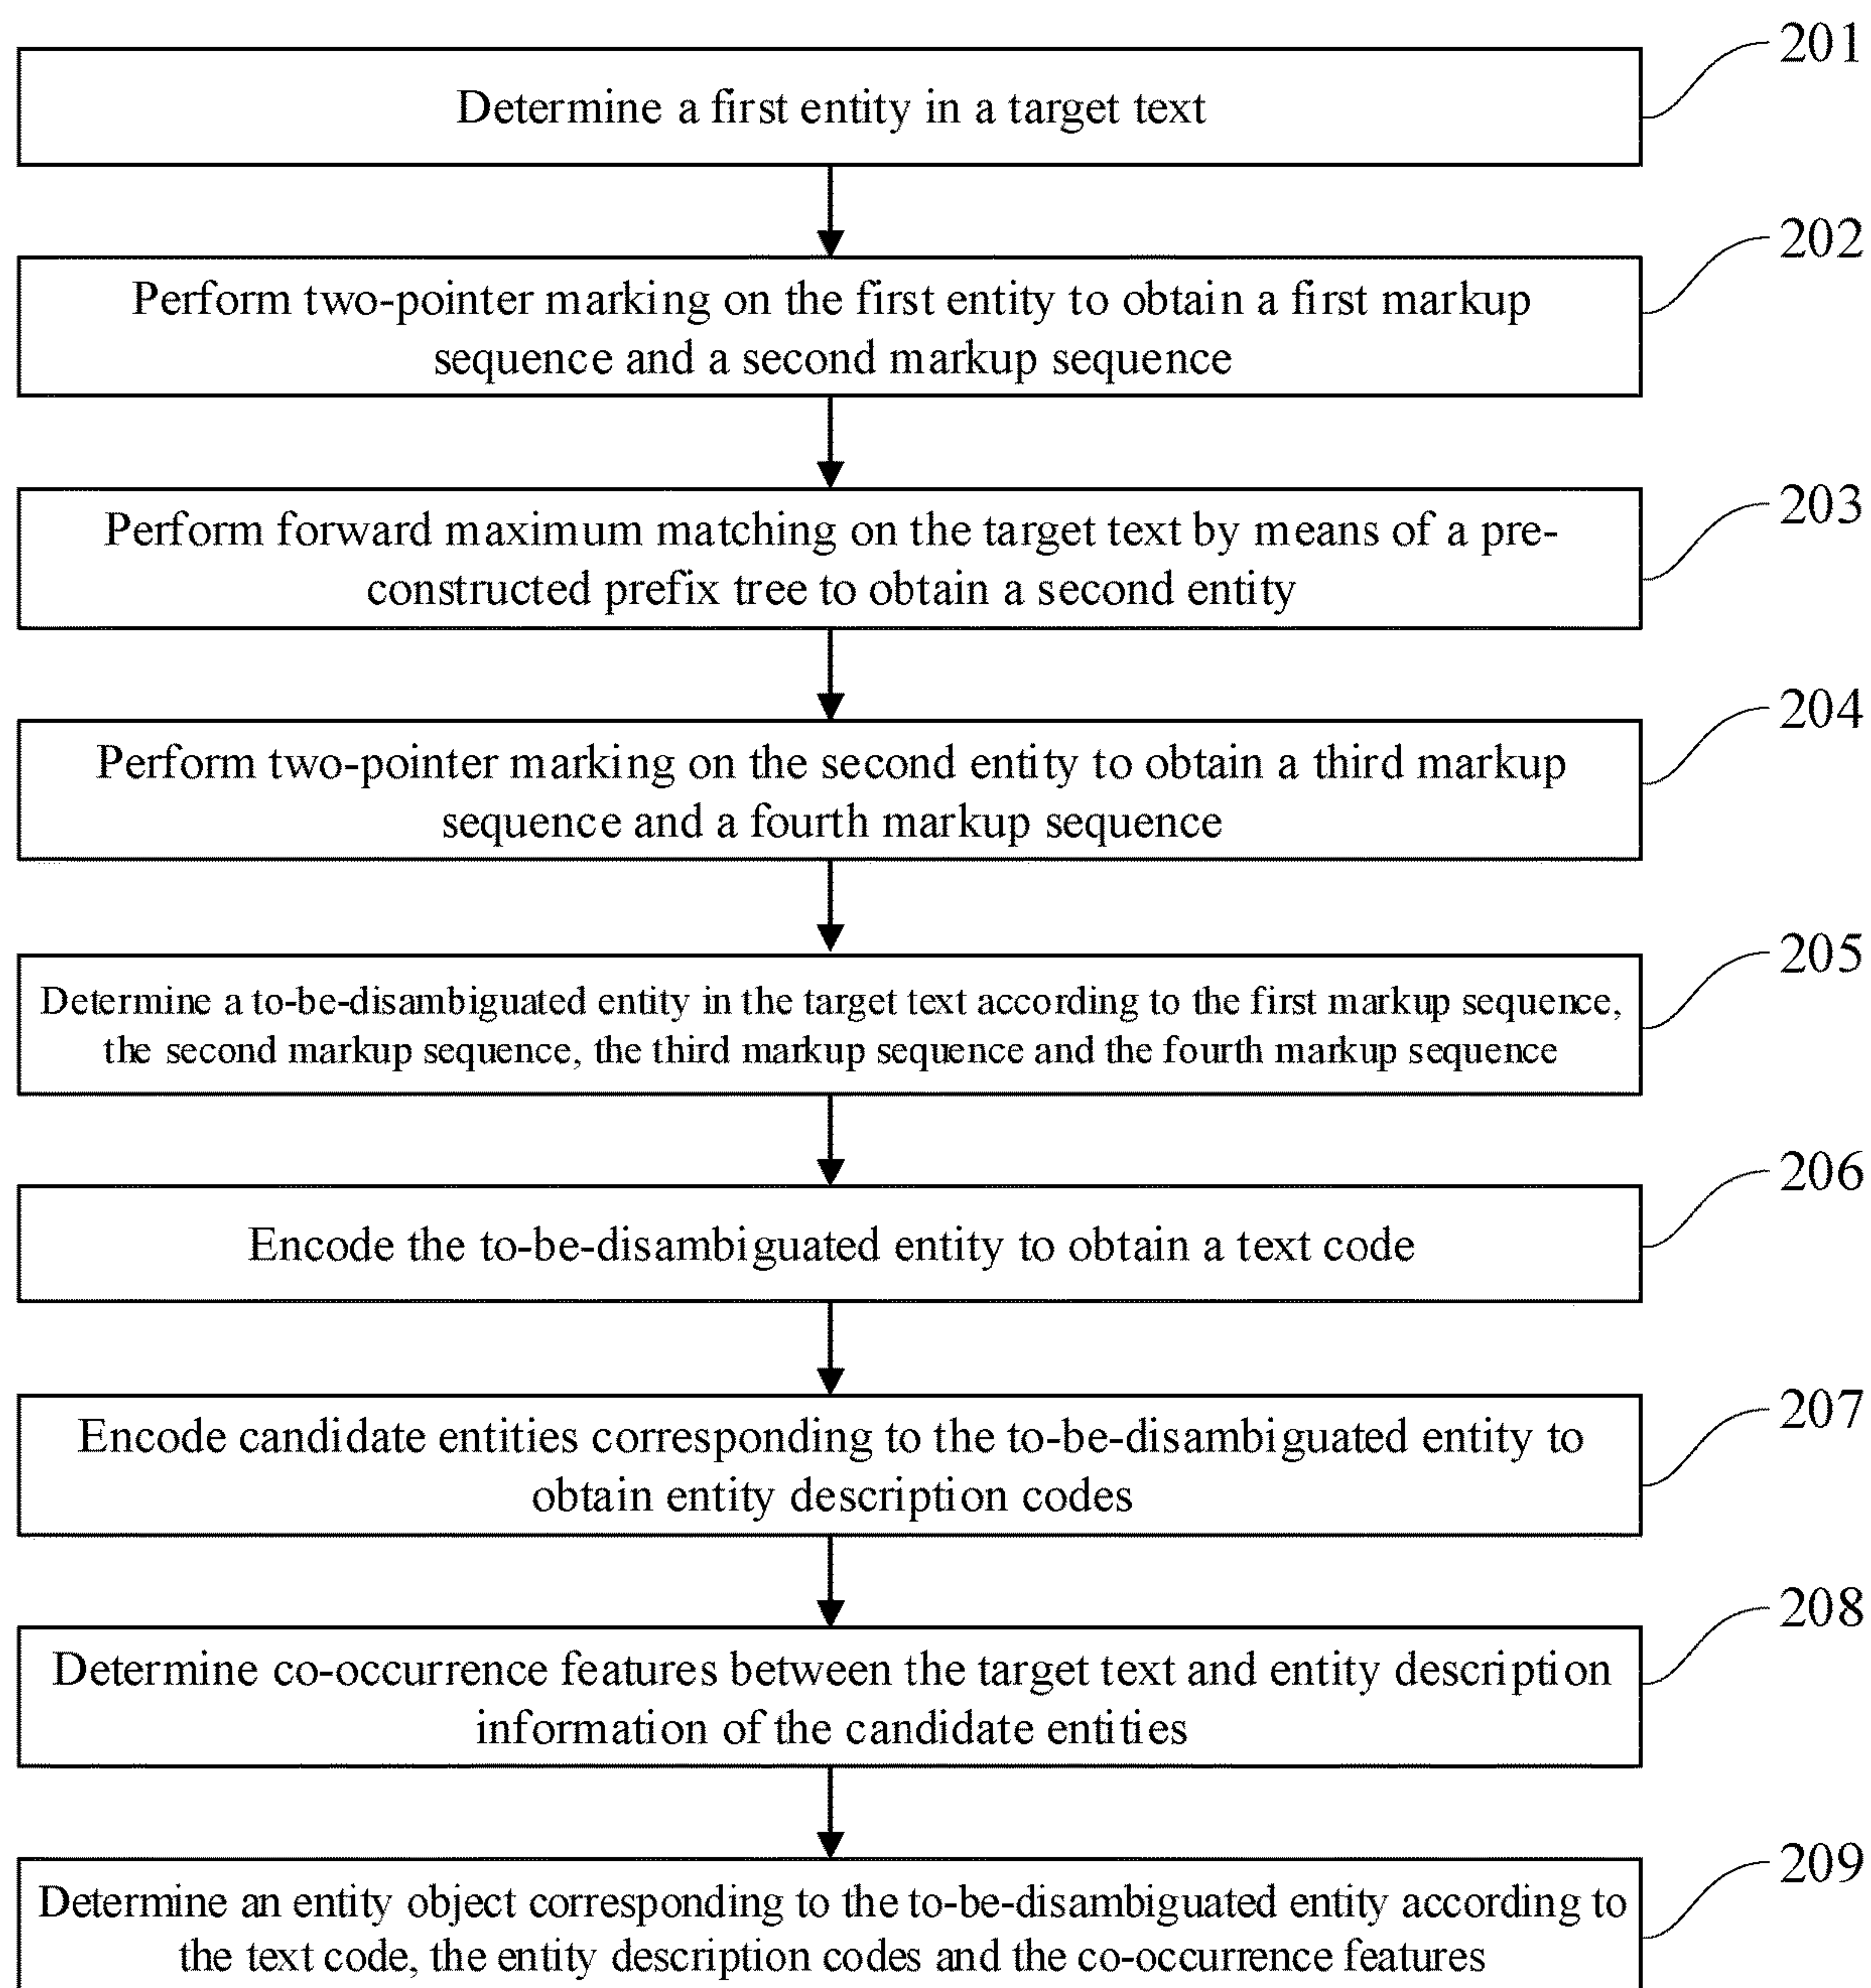 201
Determine a first entity in a target text
202
Perform two-pointer marking on the first entity to obtain a first markup
sequence and a second markup sequence
203
Perform forward maximum matching on the target text by means of a pre-
constructed prefix tree to obtain a second entity
204
Perform two-pointer marking on the second entity to obtain a third markup
sequence and a fourth markup sequence
205
Determine a to-be-disambiguated entity in the target text according to the first markup sequence,
the second markup sequence, the third markup sequence and the fourth markup sequence
206
Encode the to-be-disambiguated entity to obtain a text code
207
Encode candidate entities corresponding to the to-be-disambiguated entity to
obtain entity description codes
208
Determine co-occurrence features between the target text and entity description
information of the candidate entities
209
Determine an entity object corresponding to the to-be-disambiguated entity according to
the text code, the entity description codes and the co-occurrence features